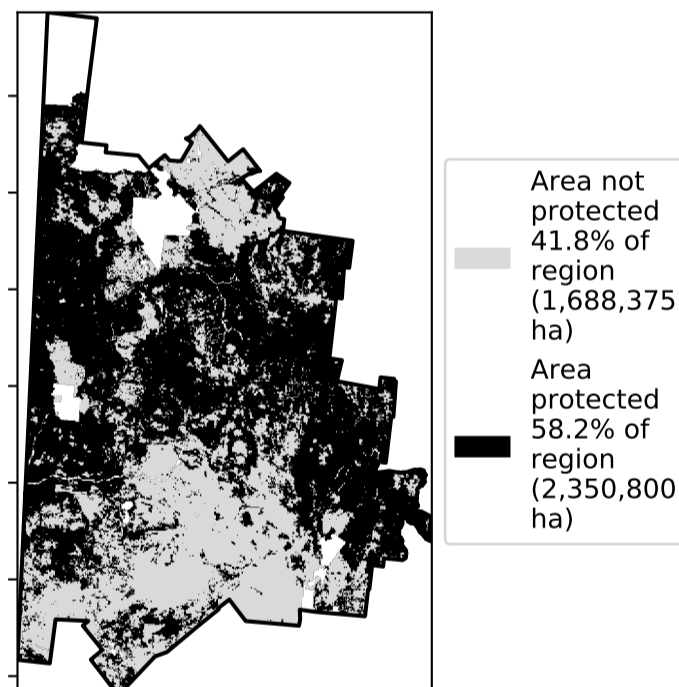 Area not
protected
41.8% of
region
(1,688,375
ha)
Area
protected
58.2% of
region
(2,350,800
ha)